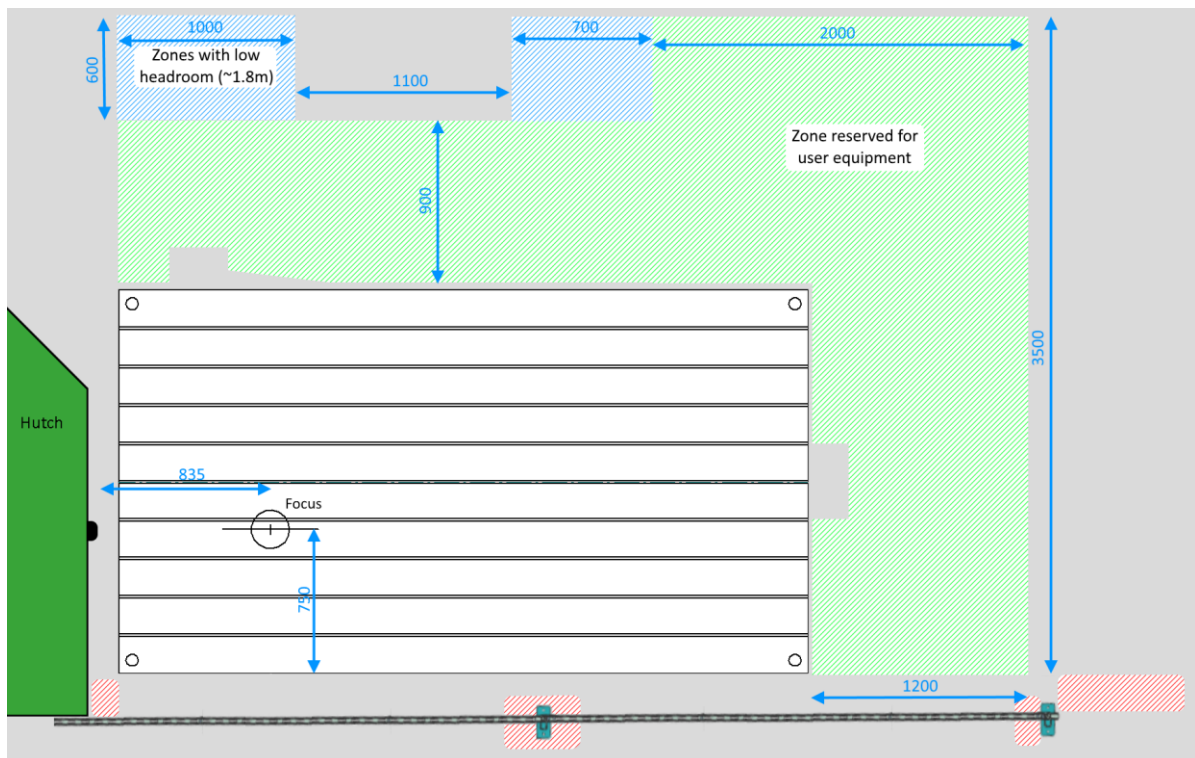 1000
700
2000
Zones with low
headroom (~1.8m)
600
1100
Zone reserved for
user equipment
900
3500
Hutch
835
Focus
750
1200